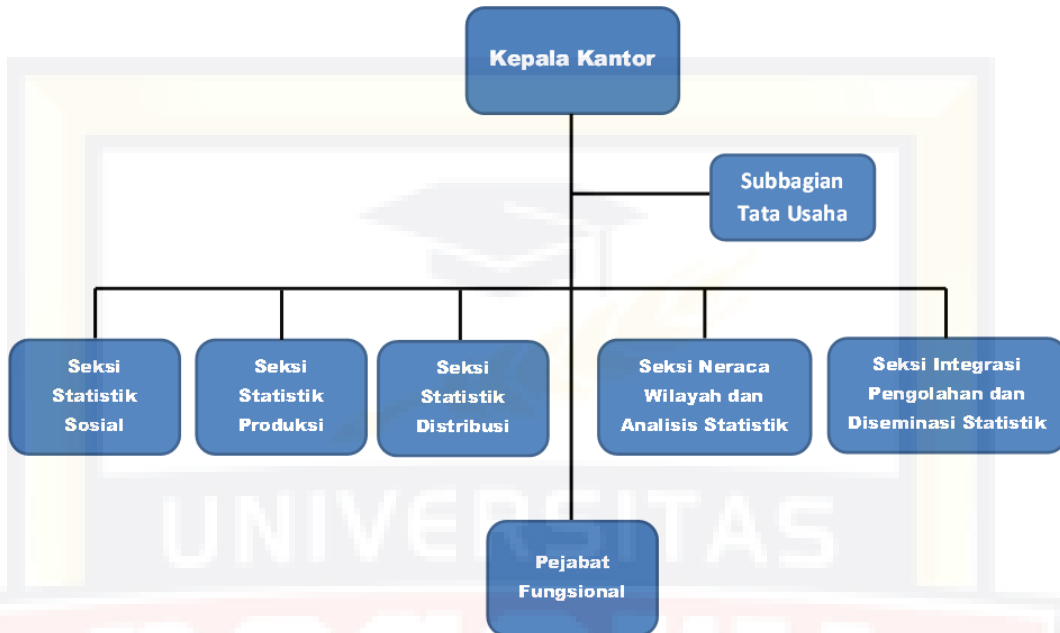 Kepala Kantor
Subbagian
Tata Usaha
Seksi
Statistik
Sosial
Seksi
Statistik
Produksi
Seksi
Statistik
Distribusi
Seksi Neraca
Wilayah dan
Analisis Statistik
Seksi Integrasi
Pengolahan dan
Diseminasi Statistik
UNIVERSITAS
Pejabat
Fungsional